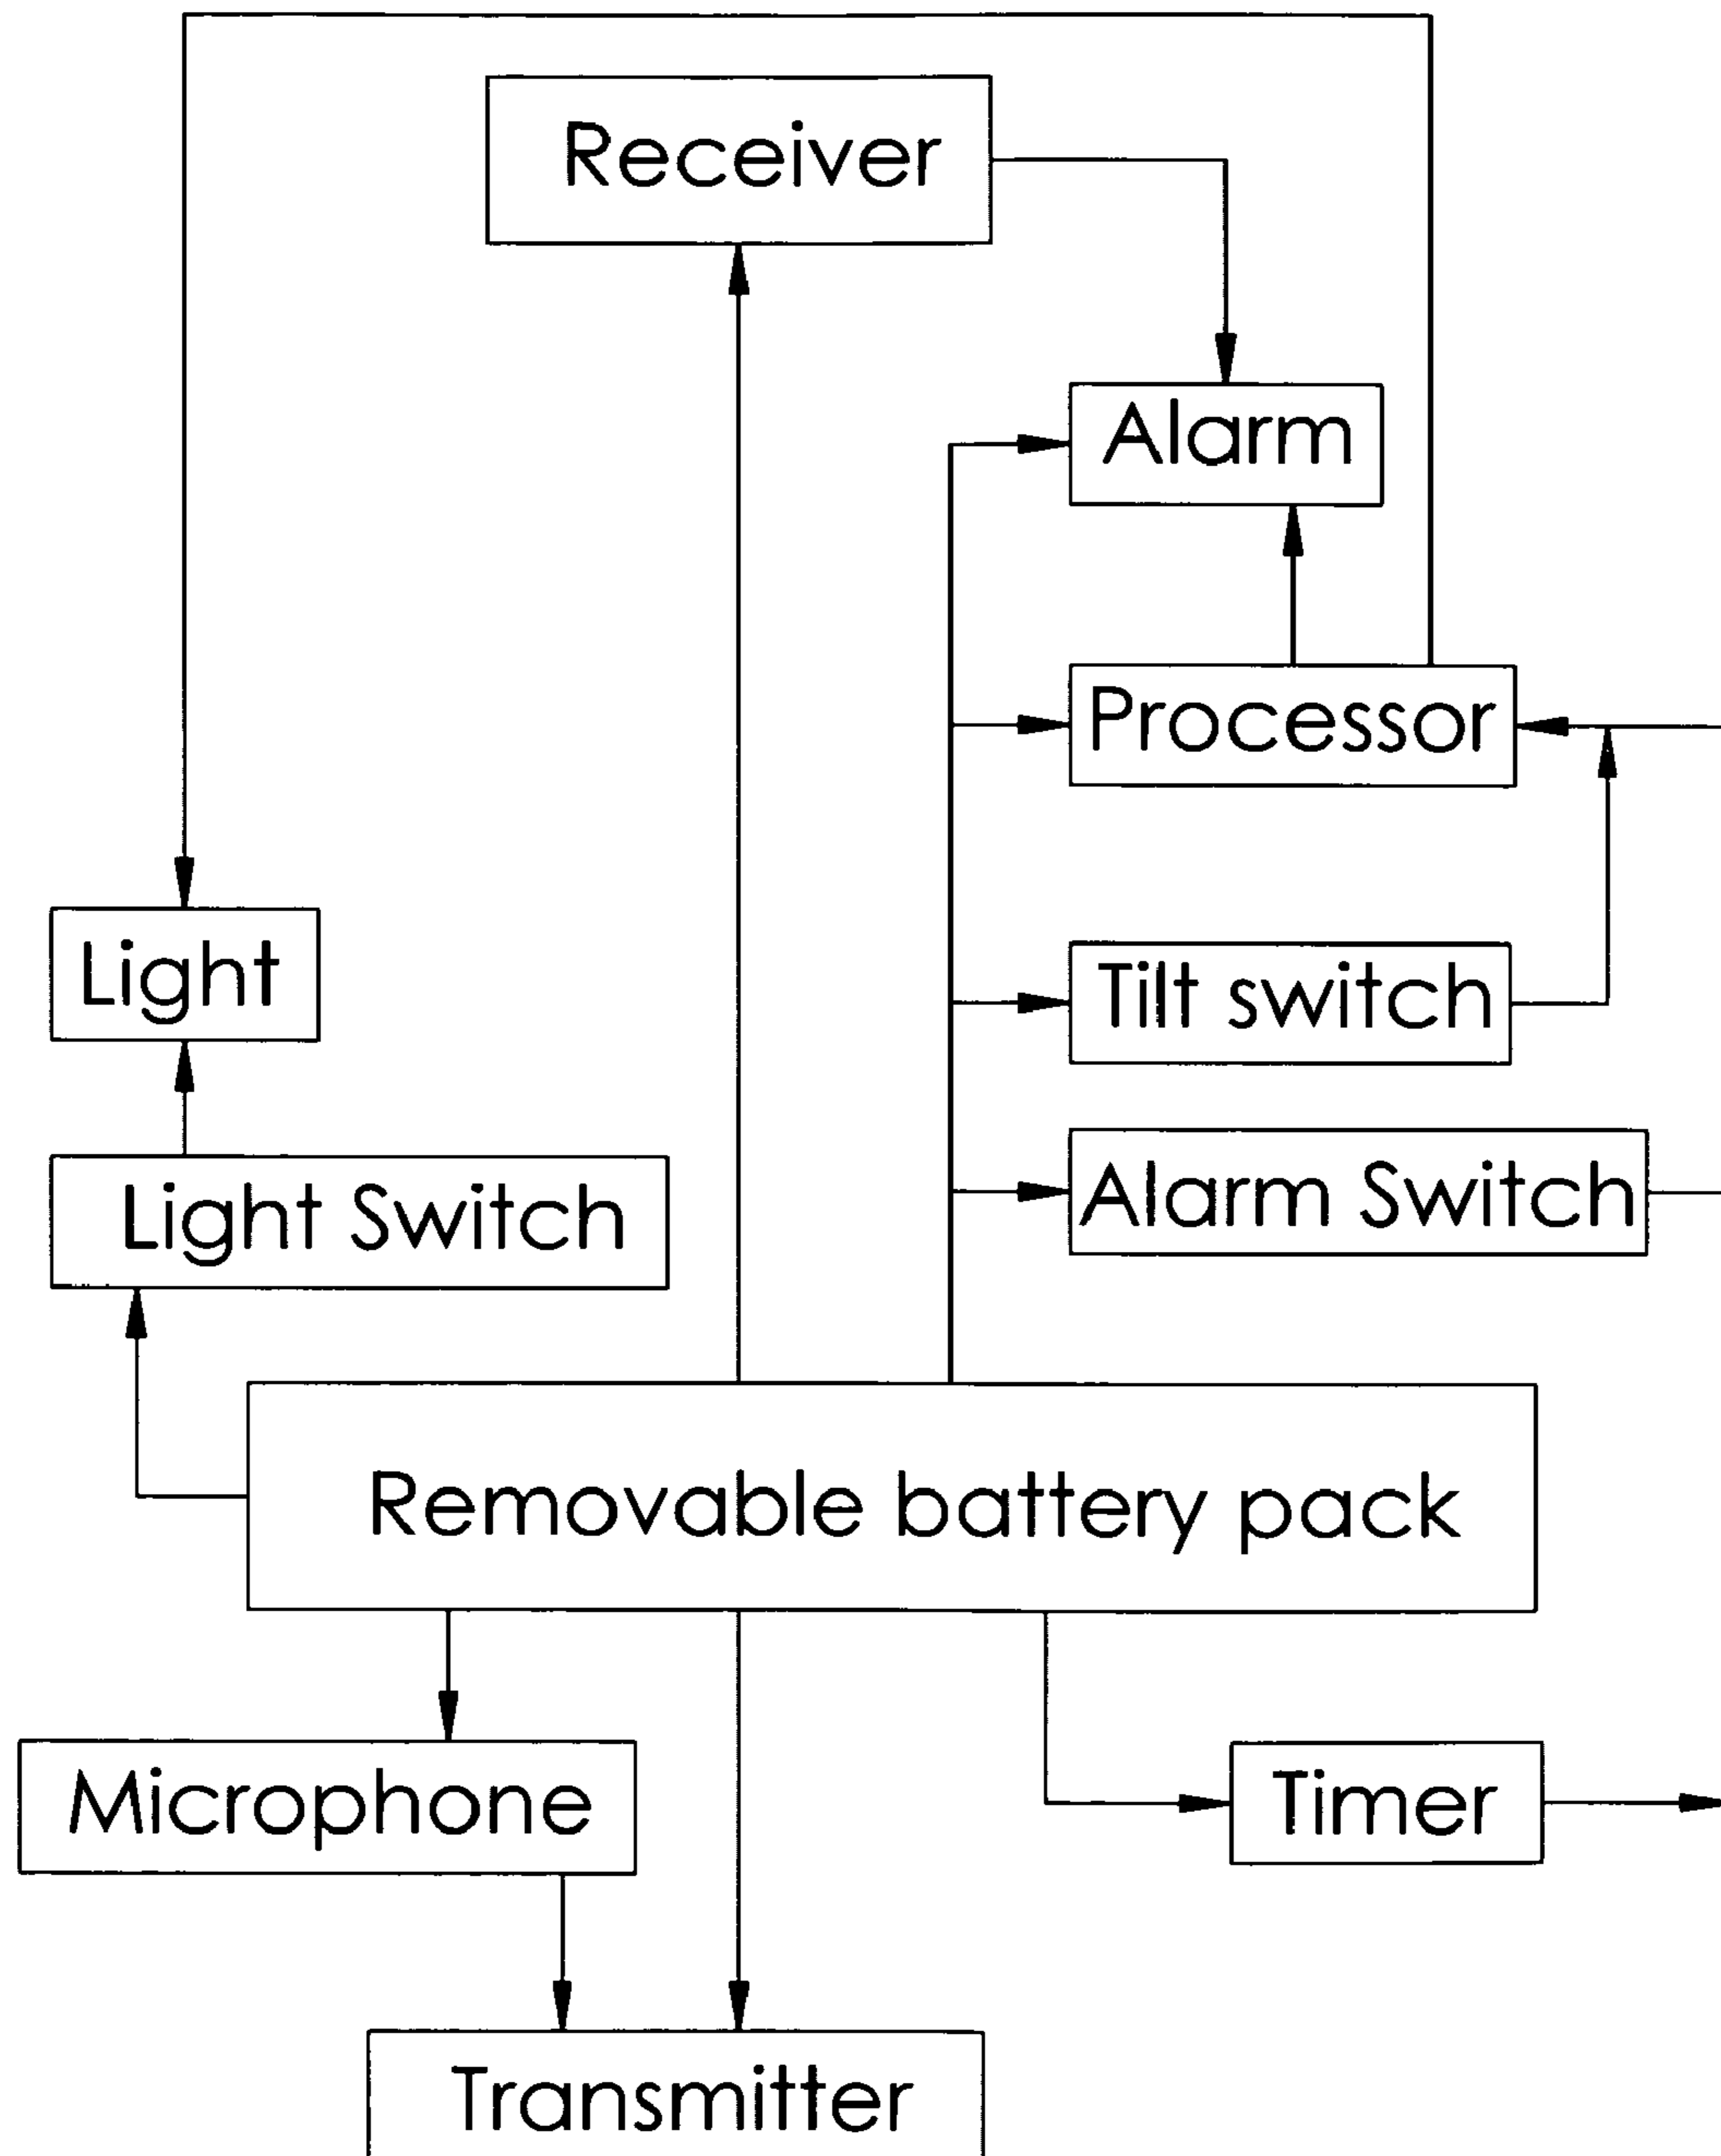 Receiver
Alarm
Processor
Light
Tilt switch
Light Switch
Alarm Switch
Removable battery pack
Microphone
Timer
Transmitter